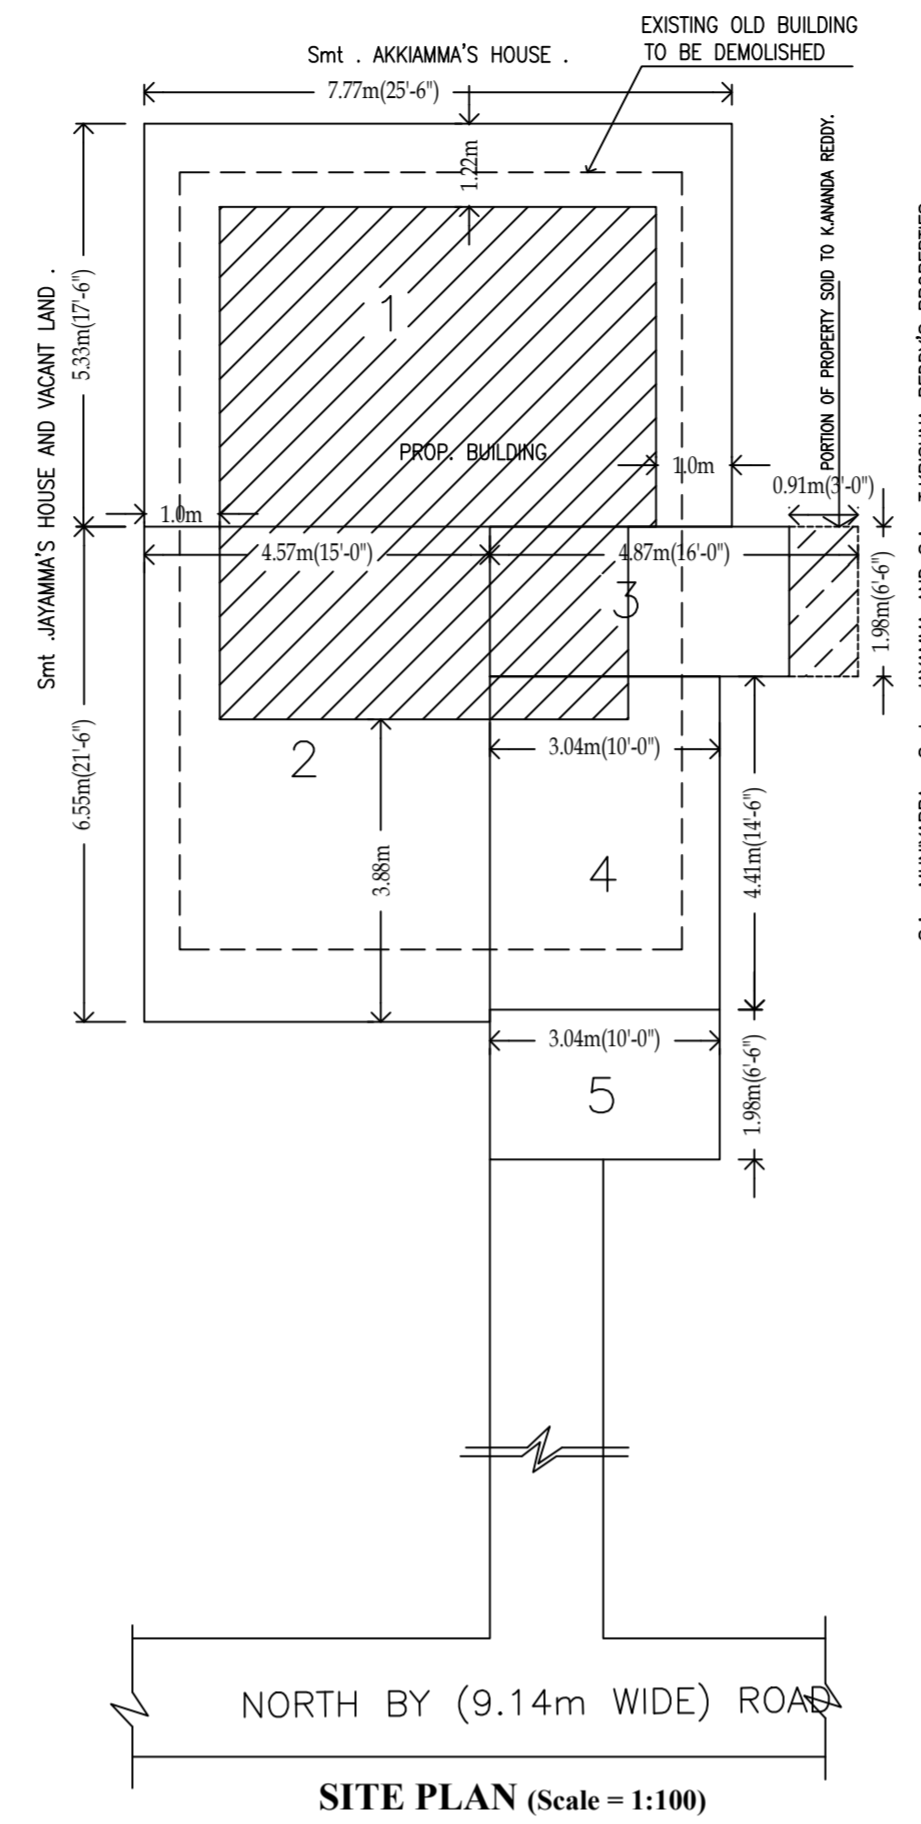 EXISTING OLD BUILDING
TO BE DEMOLISHED
Smt . AKKIAMMA'S HOUSE .
7.77m(25'-6")
1.22m
PORTION OF PROPERTY SOID TO K.ANANDA REDDY.
Smt .JAYAMMA'S HOUSE AND VACANT LAND .
5.33m(17'-6")
1
PROP. BUILDING
1.0m
0.91m(3'-0")
1.0m
4.57m(15'-0")
4.87m(16'-0")
3
1.98m(6'-6")
6.55m(21'-6")
2
3.04m(10'-0")
3.88m
4
4.41m(14'-6")
3.04m(10'-0")
5
1.98m(6'-6")
NORTH BY (9.14m WIDE) ROAD
SITE PLAN (Scale = 1:100)